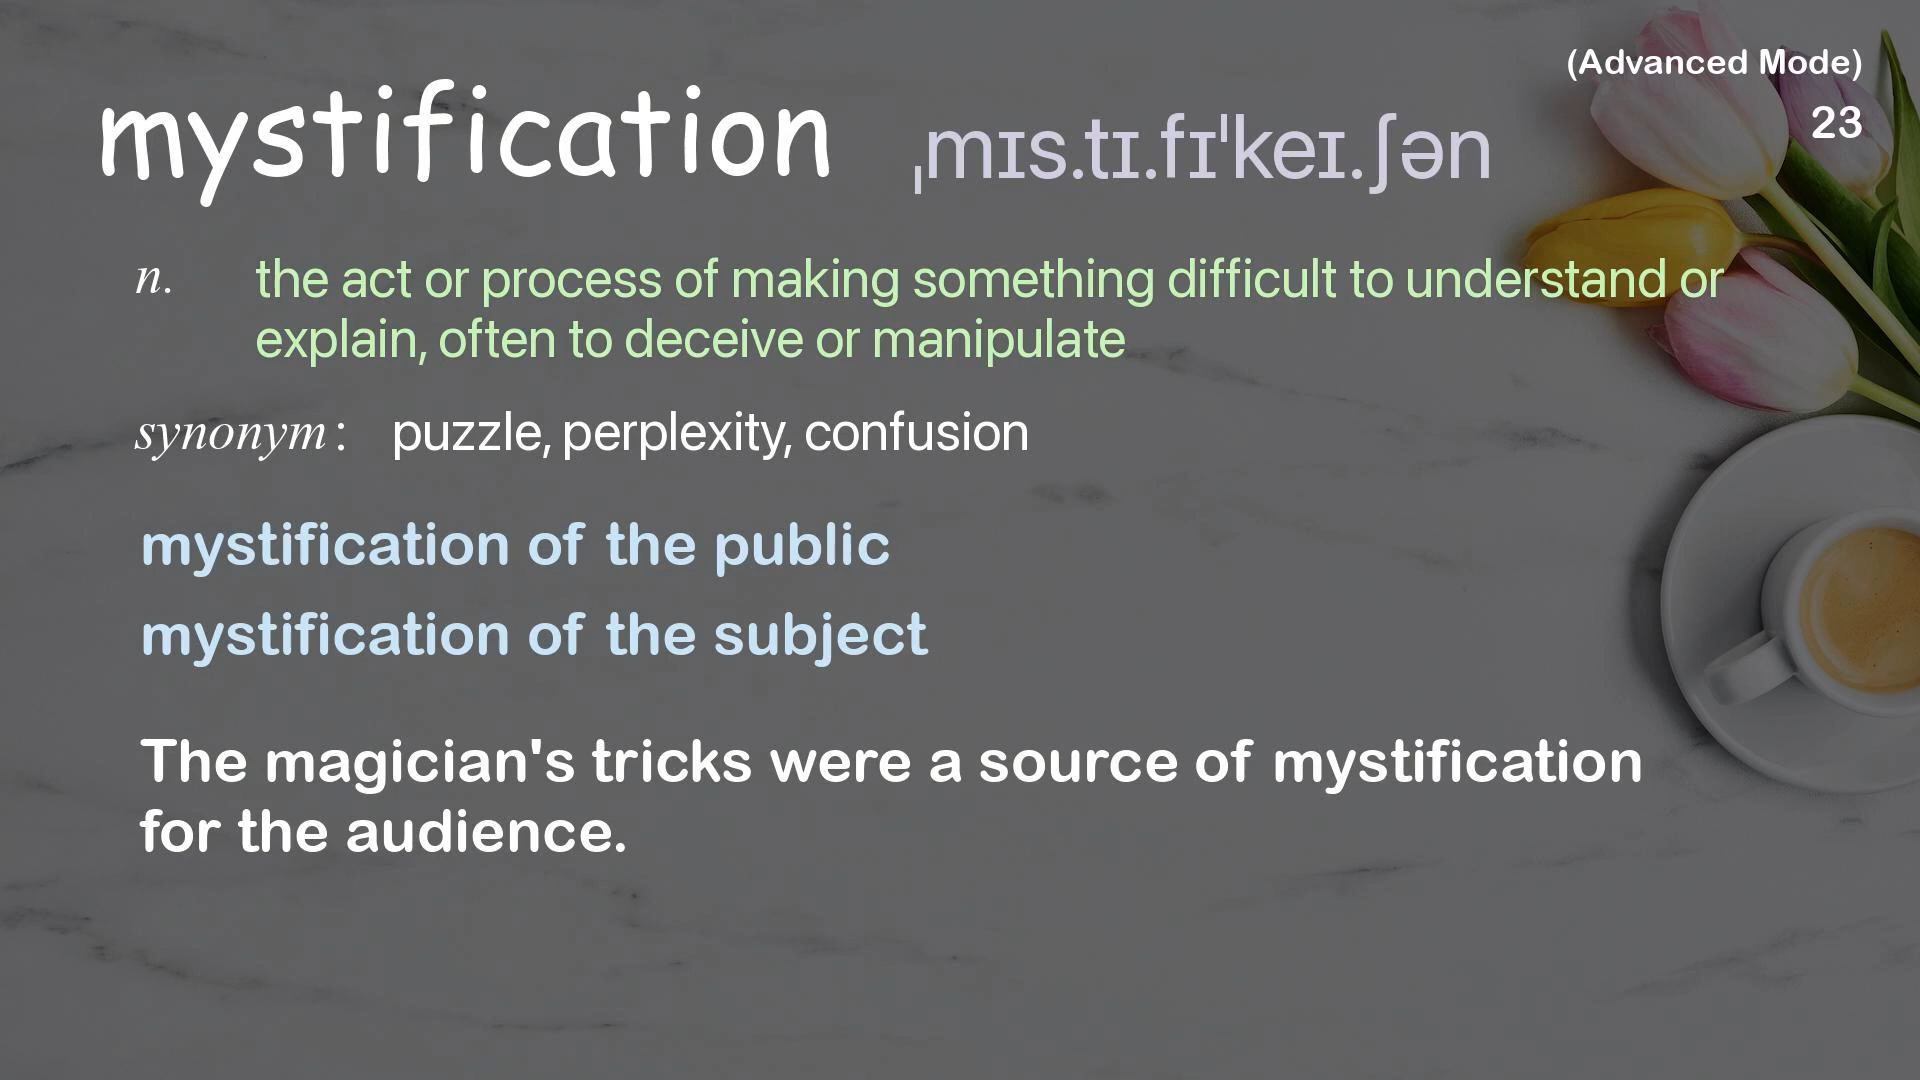 (Advanced Mode)
mystification ˌmɪs.tɪ.fɪˈkeɪ.ʃən
23
n. the act or process of making something difficult to understand or
explain, often to deceive or manipulate
synonym : puzzle, perplexity, confusion
mystification of the public
mystification of the subject
The magician's tricks were a source of mystification
for the audience.